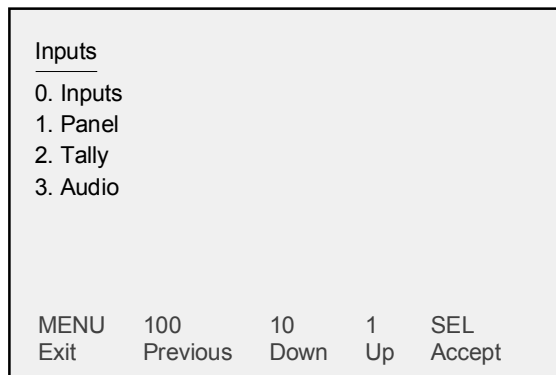 Inputs
0. Inputs
1. Panel
2. Tally
3. Audio
MENU 100 10 1 SEL
Exit Previous Down Up Accept